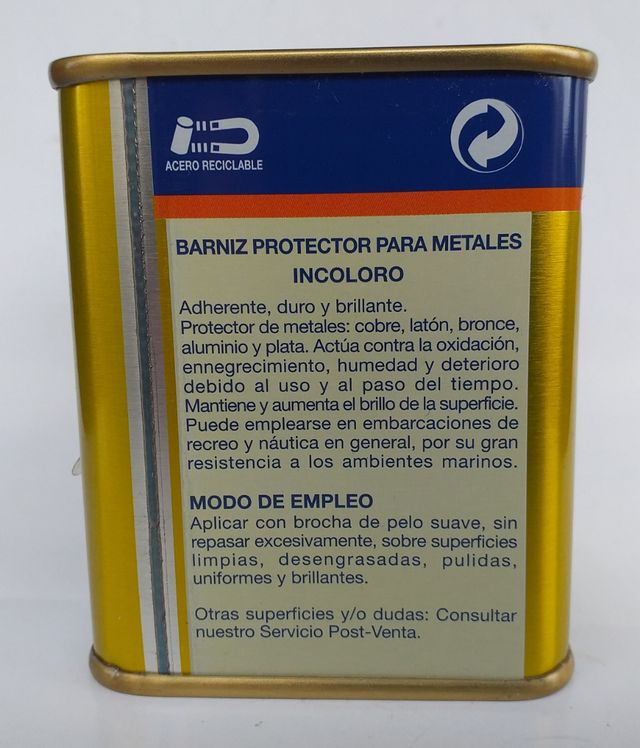 ACERO RECICLABLE
BARNIZ PROTECTOR PARA METALES
INCOLORO
Adherente, duro y brillante.
Protector de metales: cobre, latón, bronce,
aluminio y plata. Actúa contra la oxidación,
ennegrecimiento, humedad y deterioro
debido al uso y al paso del tiempo.
Mantiene y aumenta el brillo de la superficie.
Puede emplearse en embarcaciones de
recreo y náutica en general, por su gran
resistencia a los ambientes marinos.
MODO DE EMPLEO
Aplicar con brocha de pelo suave, sin
repasar excesivamente, sobre superficies
limpias, desengrasadas, pulidas,
uniformes y brillantes.
Otras superficies y/o dudas: Consultar
nuestro Servicio Post-Venta.